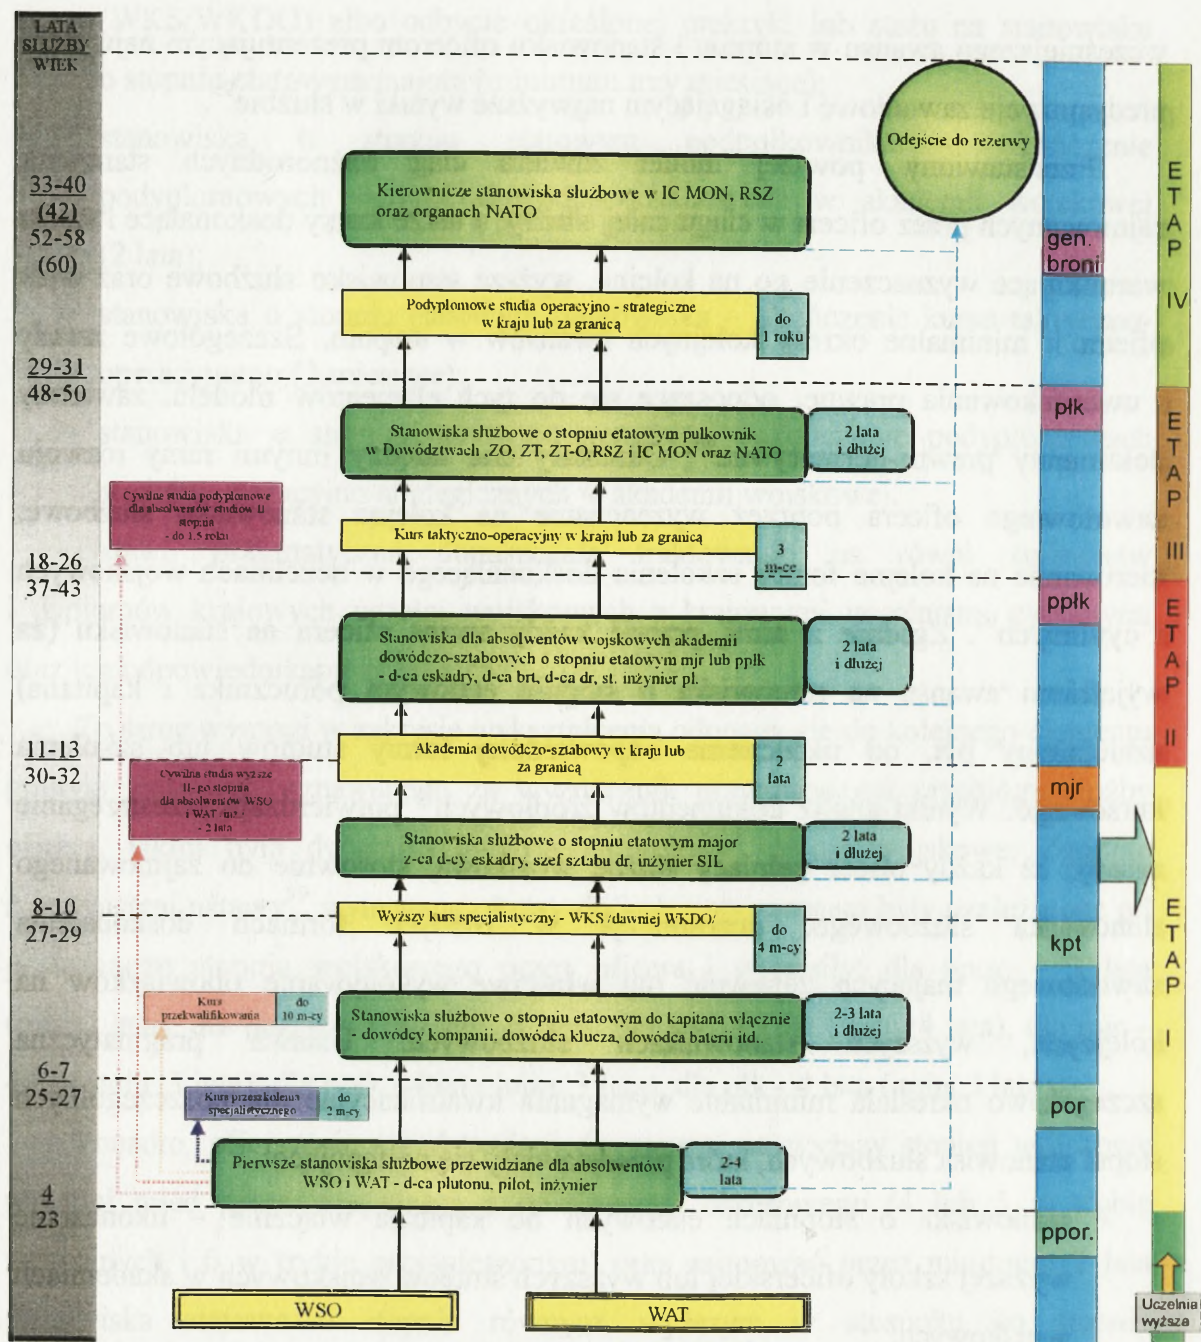 LATA
SŁUŻBY
WIEK
33-40
(42)
52-58
(60)
29-31
48-50
18-26
37-43
11-13
30-32
8-10
27-29
6-7
25-27
4
23
Odejście do rezerwy
Kierownicze stanowiska służbowe w IC MON, RSZ
oraz organach NATO
Podyplomowe studia operacyjno - strategiczne
w kraju lub za granicą
do
1 roku
Stanowiska służbowe o stopniu etatowym pułkownik
w Dowództwach ,ZO, ZT, ZT-O,RSZ i IC MON oraz NATO
2 lata
i dłużej
Cywilne studia podyplomowe
dla absolwentów studiow II
stopnia
- do 1,5 roku
Kurs taktyczno-operacyjny w kraju lub za granicą
3
m-ce
Stanowiska dla absolwentów wojskowych akademii
dowódczo-sztabowych o stopniu etatowym mjr lub ppłk
- d-ca eskadry, d-ca brt, d-ca dr, st. inżynier pl.
2 lata
i dłużej
Akademia dowódczo-sztabowy w kraju lub
za granicą
2
lata
Cywilne studia wyższe
II- go stopnia
dla absolwentów WSO
i WAT
- 2 lata
Stanowiska służbowe o stopniu etatowym major
z-ca d-cy eskadry, szef sztabu dr, inżynier SIL
2 lata
i dłużej
Wyższy kurs specjalistyczny - WKS /dawniej WKDO/
do
4 m-cy
Kurs
przekwalifikowania
do
10 m-cy
Stanowiska służbowe o stopniu etatowym do kapitana włącznie
- dowódcy kompanii, dowódca klucza, dowódca baterii itd..
2-3 lata
i dłużej
Kurs przeszkolenia
specjalistycznego
do
2 m-cy
Pierwsze stanowiska służbowe przewidziane dla absolwentów
WSO i WAT - d-ca plutonu, pilot, inżynier
2-4
lata
WSO
WAT
gen.
broni
płk
ppłk
mjr
kpt
por
ppor.
ETAP IV
ETAP III
ETAP II
ETAP I
Uczelnia
wyższa